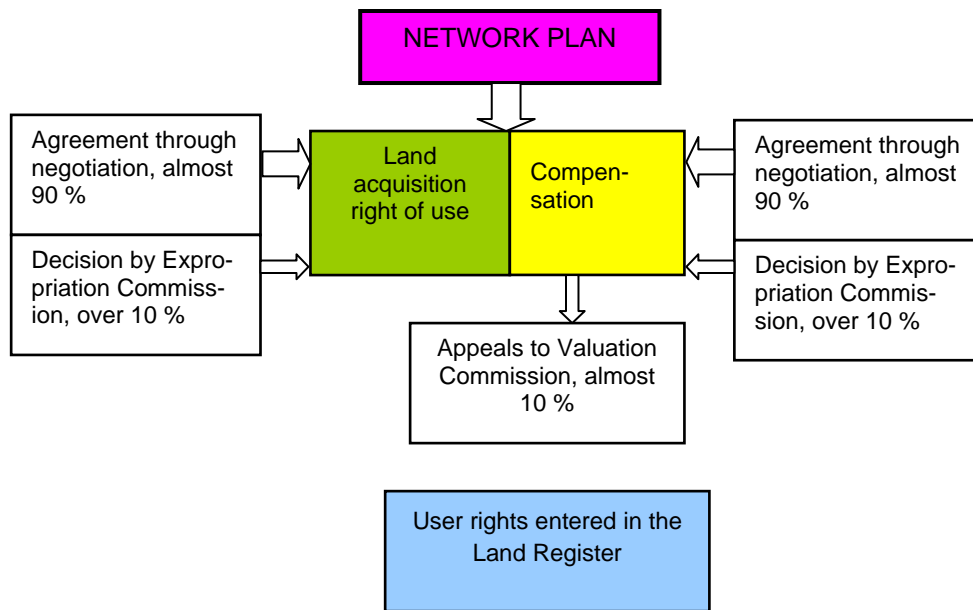 NETWORK PLAN
Agreement through
negotiation, almost
90 %
Decision by Expro-
priation Commiss-
sion, over 10 %
Land
acquisition
right of use
Compen-
sation
Agreement through
negotiation, almost
90 %
Decision by Expro-
priation Commis-
sion, over 10 %
Appeals to Valuation
Commission, almost
10 %
User rights entered in the
Land Register